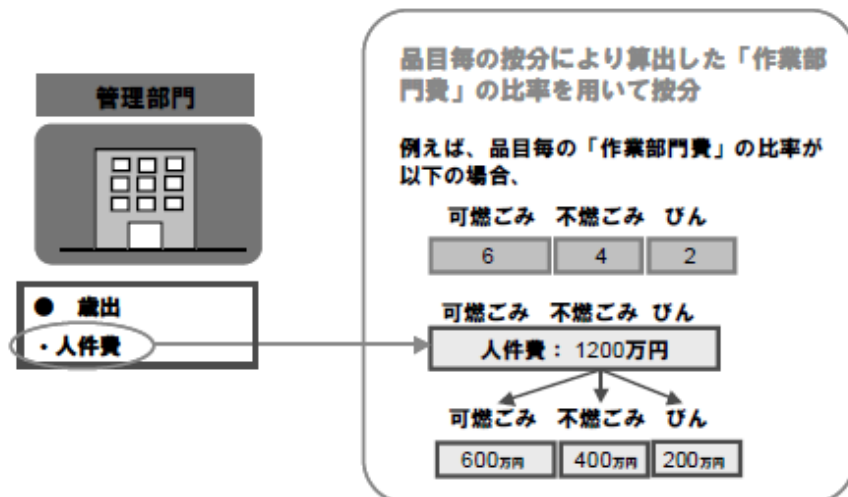 管理部門
● 歳出
・人件費
品目毎の按分により算出した「作業部
門費」の比率を用いて按分
例えば、品目毎の「作業部門費」の比率が
以下の場合、
可燃ごみ 不燃ごみ びん
6 4 2
可燃ごみ 不燃ごみ びん
人件費：1200万円
可燃ごみ 不燃ごみ びん
600万円 400万円 200万円